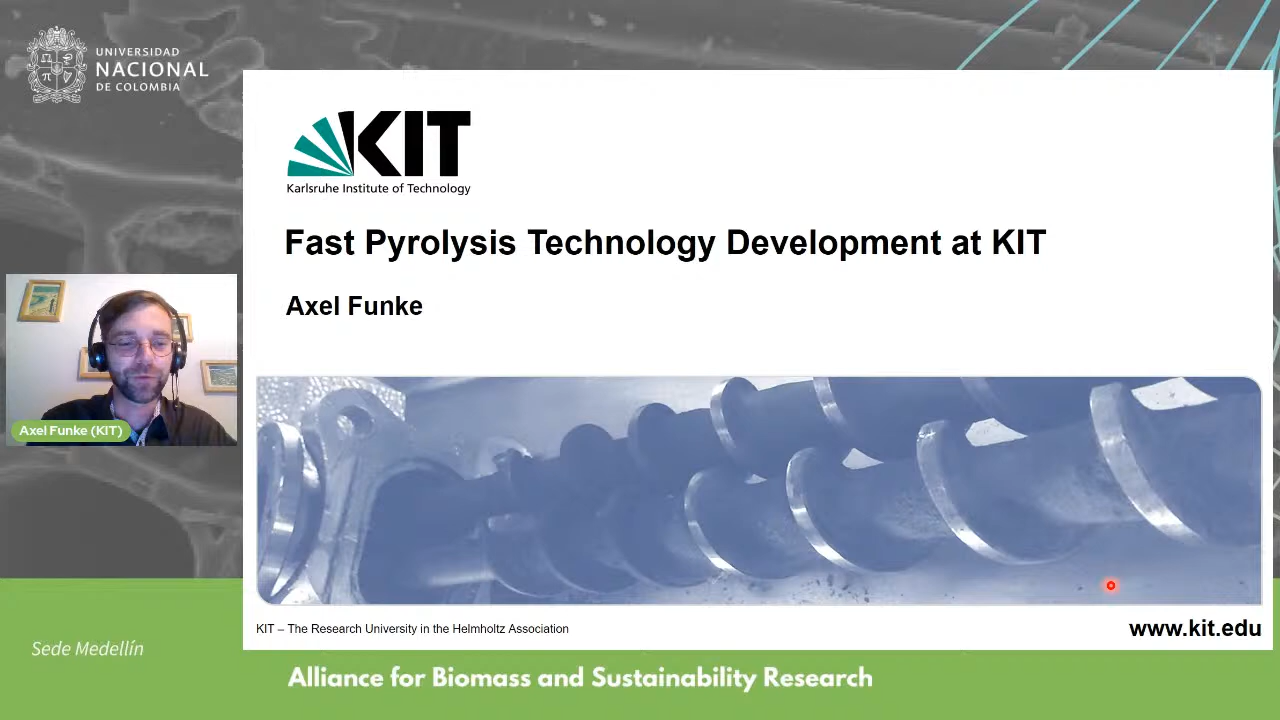 UNIVERSIDAD
NACIONAL
DE COLOMBIA
KIT
Karlsruhe Institute of Technology
Fast Pyrolysis Technology Development at KIT
Axel Funke
Axel Funke (KIT)
KIT – The Research University in the Helmholtz Association
www.kit.edu
Sede Medellín
Alliance for Biomass and Sustainability Research